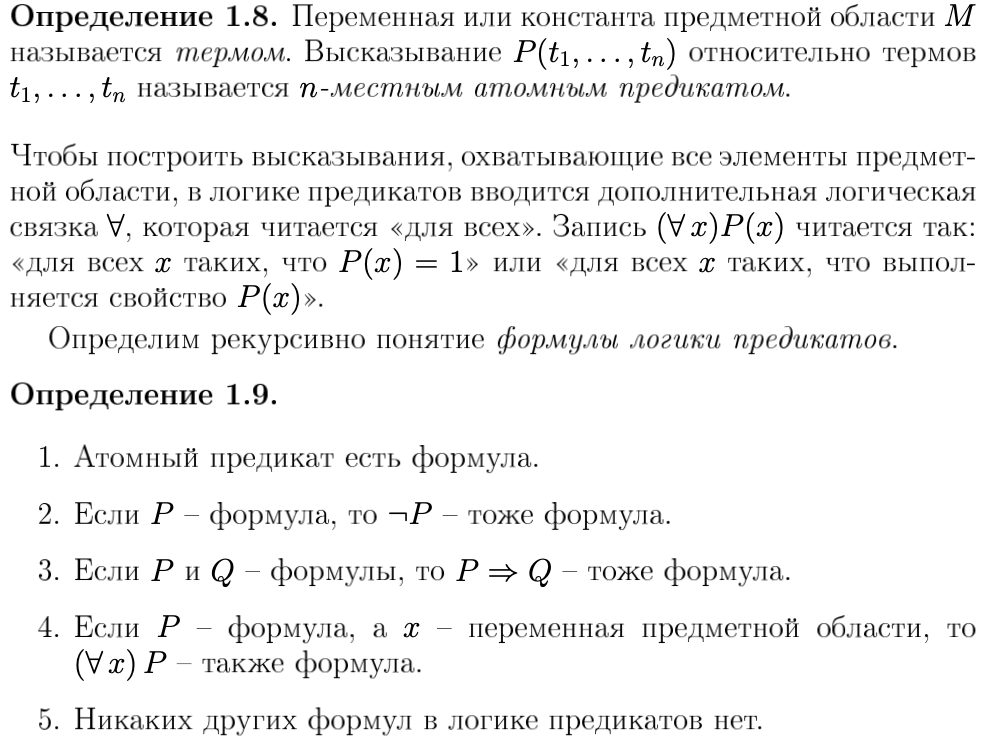 Определение 1.8. Переменная или константа предметной области M
называется термом. Высказывание P(t₁, . . . , tₙ) относительно термов
t₁, . . . , tₙ называется n-местным атомным предикатом.
Чтобы построить высказывания, охватывающие все элементы предмет-
ной области, в логике предикатов вводится дополнительная логическая
связка ∀, которая читается «для всех». Запись (∀ x)P(x) читается так:
«для всех x таких, что P(x) = 1» или «для всех x таких, что выпол-
няется свойство P(x)».
Определим рекурсивно понятие формулы логики предикатов.
Определение 1.9.
1. Атомный предикат есть формула.
2. Если P – формула, то ¬P – тоже формула.
3. Если P и Q – формулы, то P ⇒ Q – тоже формула.
4. Если P – формула, а x – переменная предметной области, то
(∀ x) P – также формула.
5. Никаких других формул в логике предикатов нет.